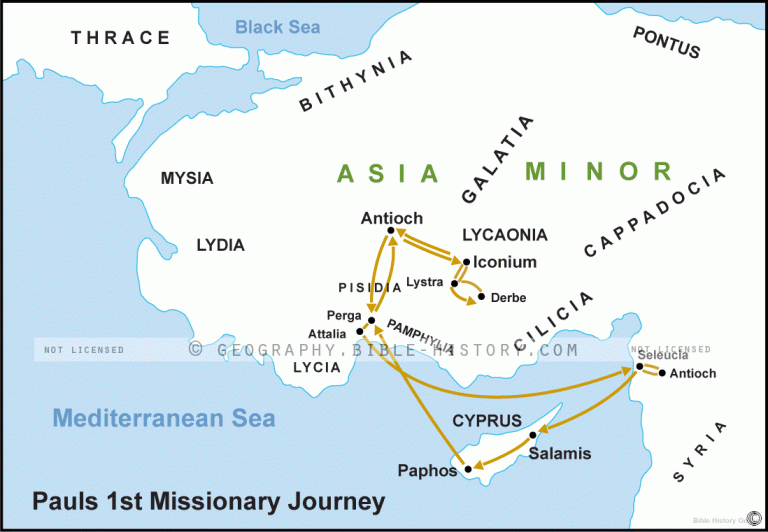 Black Sea
THRACE
PONTUS
BITHYNIA
GALATIA
ASIA MINOR
MYSIA
CAPPADOCIA
Antioch
LYCAONIA
LYDIA
Iconium
Lystra
PISIDIA
Derbe
CILICIA
Perga
PAMPHYLIA
Attalia
NOT LICENSED
© GEOGRAPHY.BIBLE-HISTORY.COM
NOT LICENSED
Seleucia
LYCIA
Antioch
Mediterranean Sea
CYPRUS
Salamis
SYRIA
Paphos
Pauls 1st Missionary Journey
Bible History
©